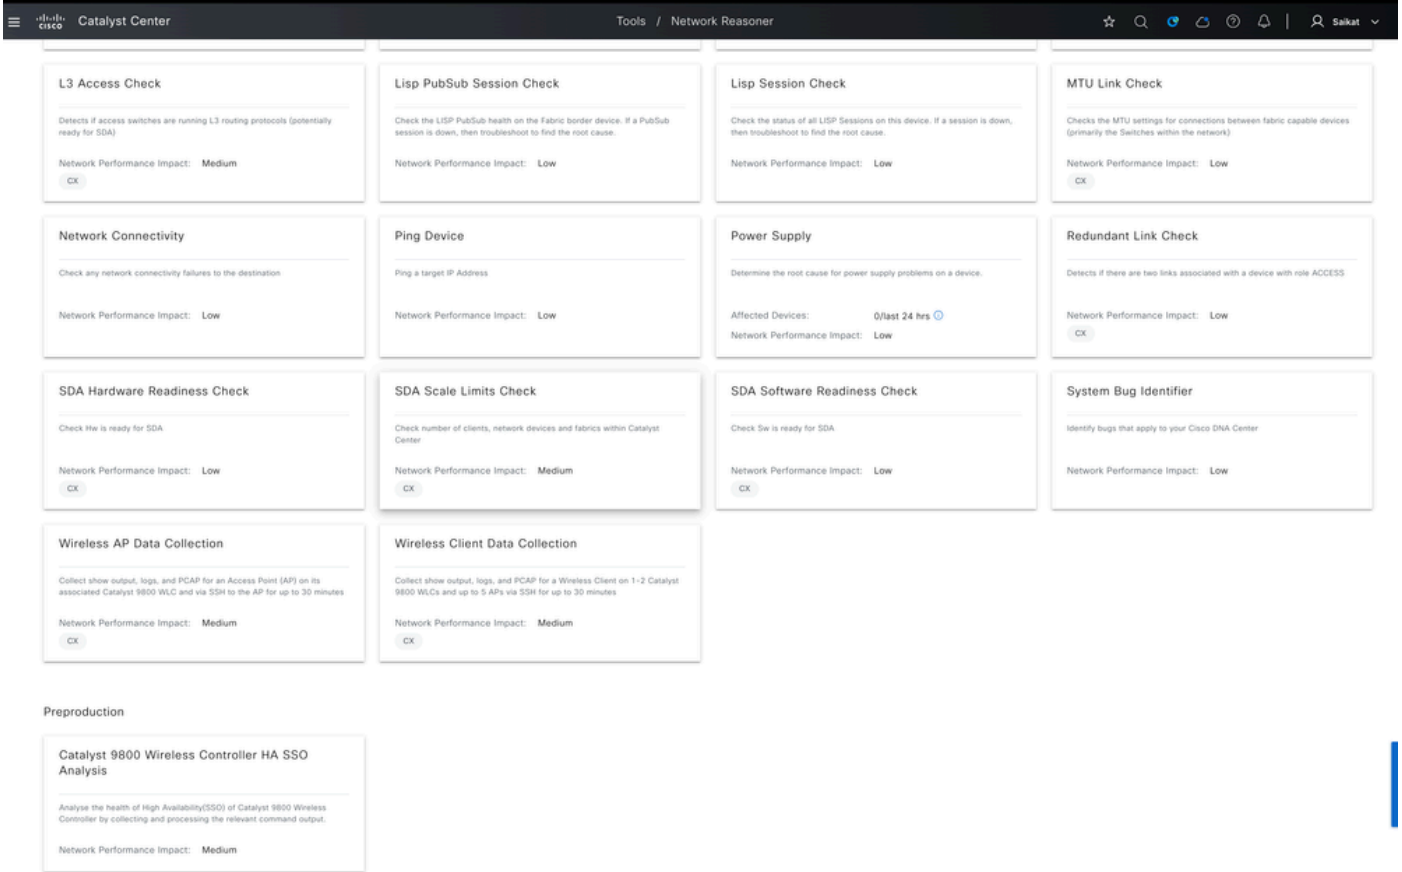 cisco Catalyst Center Tools / Network Reasoner Saikat
L3 Access Check
Detects if access switches are running L3 routing protocols (potentially
ready for SDA)
Network Performance Impact: Medium
CX
Lisp PubSub Session Check
Check the LISP PubSub health on the Fabric border device. If a PubSub
session is down, then troubleshoot to find the root cause.
Network Performance Impact: Low
Lisp Session Check
Check the status of all LISP Sessions on this device. If a session is down,
then troubleshoot to find the root cause.
Network Performance Impact: Low
MTU Link Check
Checks the MTU settings for connections between fabric capable devices
(primarily the Switches within the network)
Network Performance Impact: Low
CX
Network Connectivity
Check any network connectivity failures to the destination
Network Performance Impact: Low
Ping Device
Ping a target IP Address
Network Performance Impact: Low
Power Supply
Determine the root cause for power supply problems on a device.
Affected Devices: 0/last 24 hrs
Network Performance Impact: Low
Redundant Link Check
Detects if there are two links associated with a device with role ACCESS
Network Performance Impact: Low
CX
SDA Hardware Readiness Check
Check Hw is ready for SDA
Network Performance Impact: Low
CX
SDA Scale Limits Check
Check number of clients, network devices and fabrics within Catalyst
Center
Network Performance Impact: Medium
CX
SDA Software Readiness Check
Check Sw is ready for SDA
Network Performance Impact: Low
CX
System Bug Identifier
Identify bugs that apply to your Cisco DNA Center
Network Performance Impact: Low
Wireless AP Data Collection
Collect show output, logs, and PCAP for an Access Point (AP) on its
associated Catalyst 9800 WLC and via SSH to the AP for up to 30 minutes
Network Performance Impact: Medium
CX
Wireless Client Data Collection
Collect show output, logs, and PCAP for a Wireless Client on 1-2 Catalyst
9800 WLCs and up to 5 APs via SSH for up to 30 minutes
Network Performance Impact: Medium
CX
Preproduction
Catalyst 9800 Wireless Controller HA SSO
Analysis
Analyse the health of High Availability(SSO) of Catalyst 9800 Wireless
Controller by collecting and processing the relevant command output.
Network Performance Impact: Medium